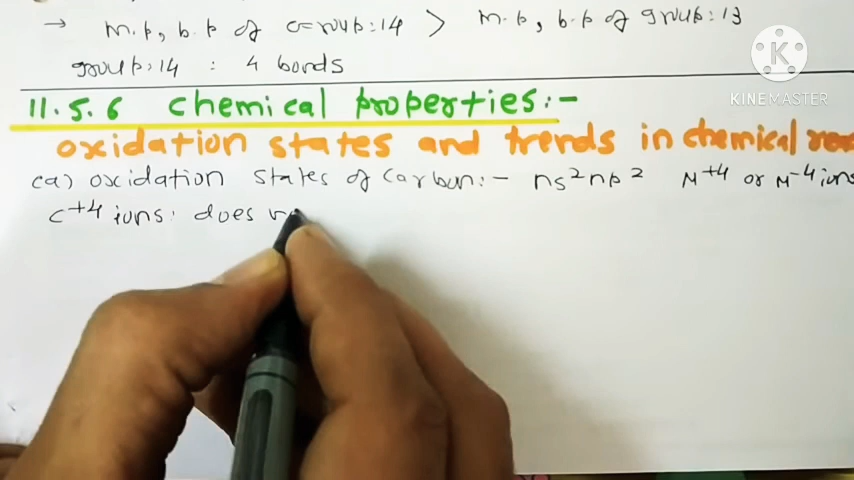 → m.p, b.p of Group:14 > m.p, b.p of group:13
group:14 : 4 bonds
11.5.6 chemical properties:-
oxidation states and trends in chemical
(a) oxidation states of carbon:- ns²np² M⁺⁴ or M⁻⁴ ions
C⁺⁴ ions: does
KINEMASTER